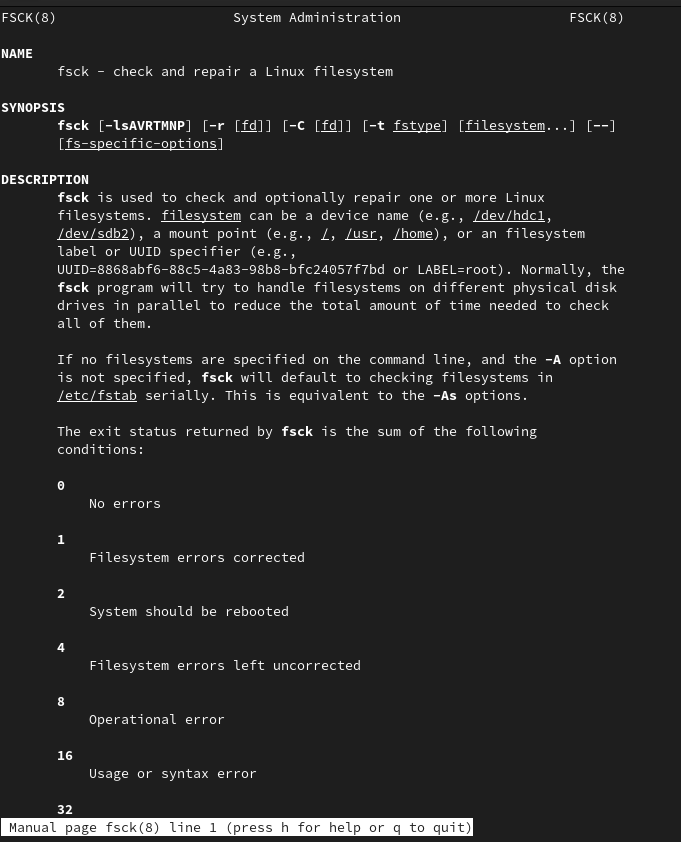 FSCK(8) System Administration FSCK(8)
NAME
fsck - check and repair a Linux filesystem
SYNOPSIS
fsck [-lsAVRTMNP] [-r [fd]] [-C [fd]] [-t fstype] [filesystem...] [--]
[fs-specific-options]
DESCRIPTION
fsck is used to check and optionally repair one or more Linux
filesystems. filesystem can be a device name (e.g., /dev/hdc1,
/dev/sdb2), a mount point (e.g., /, /usr, /home), or an filesystem
label or UUID specifier (e.g.,
UUID=8868abf6-88c5-4a83-98b8-bfc24057f7bd or LABEL=root). Normally, the
fsck program will try to handle filesystems on different physical disk
drives in parallel to reduce the total amount of time needed to check
all of them.
If no filesystems are specified on the command line, and the -A option
is not specified, fsck will default to checking filesystems in
/etc/fstab serially. This is equivalent to the -As options.
The exit status returned by fsck is the sum of the following
conditions:
0
No errors
1
Filesystem errors corrected
2
System should be rebooted
4
Filesystem errors left uncorrected
8
Operational error
16
Usage or syntax error
32
Manual page fsck(8) line 1 (press h for help or q to quit)